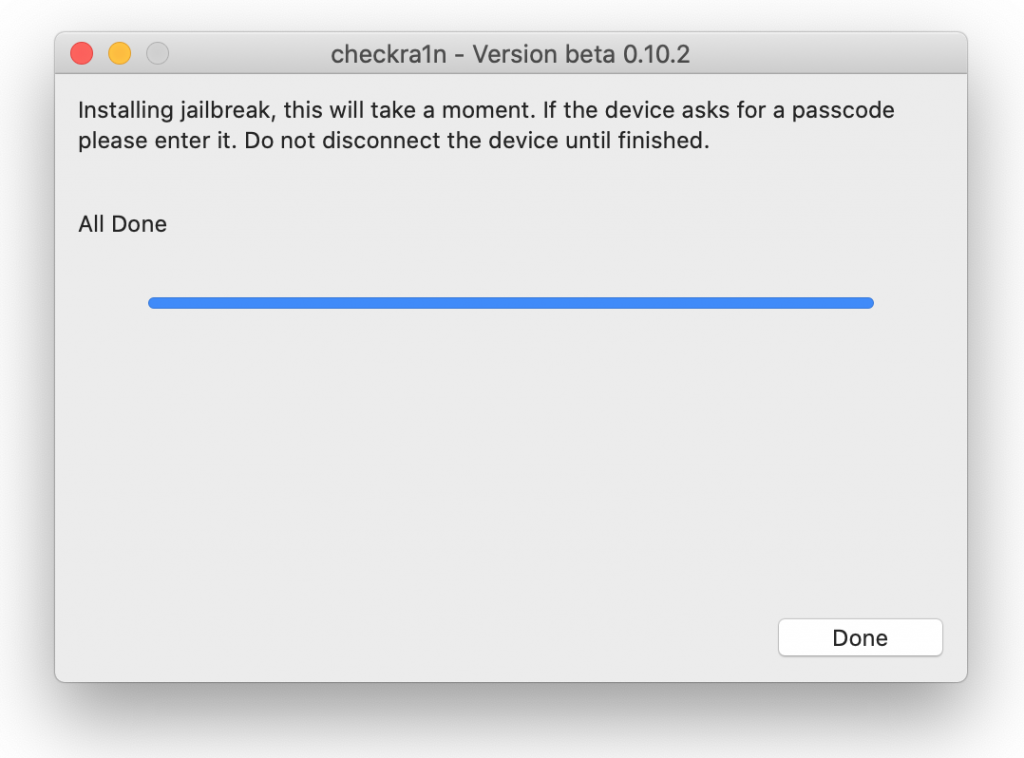 checkra1n - Version beta 0.10.2
Installing jailbreak, this will take a moment. If the device asks for a passcode
please enter it. Do not disconnect the device until finished.
All Done
Done